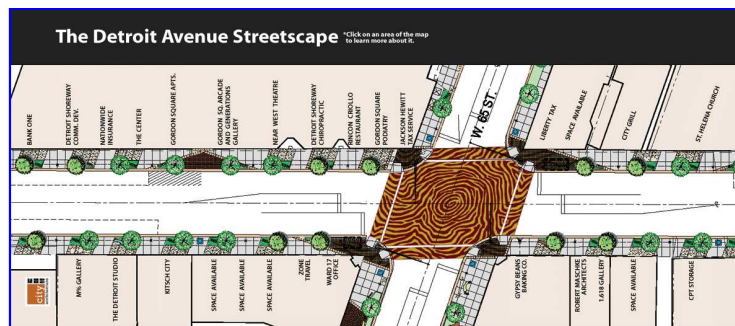 The Detroit Avenue Streetscape
*Click on an area of the map
to learn more about it.
BANK ONE
DETROIT SHOREWAY
COMM. DEV.
NATIONWIDE
INSURANCE
THE CENTER
GORDON SQUARE APTS.
GORDON SQ. ARCADE
AND GENERATIONS
GALLERY
NEAR WEST THEATRE
DETROIT SHOREWAY
CHIROPRACTIC
RINCON CRIOLLO
RESTAURANT
GORDON SQUARE
PODIATRY
JACKSON HEWITT
TAX SERVICE
W. 65 ST.
LIBERTY TAX
SPACE AVAILABLE
CITY GRILL
ST. HELENA CHURCH
city
M% GALLERY
THE DETROIT STUDIO
KITSCH CITY
SPACE AVAILABLE
SPACE AVAILABLE
SPACE AVAILABLE
ZONE
TRAVEL
WARD 17
OFFICE
GYPSY BEANS
BAKING CO.
ROBERT MASCHKE
ARCHITECTS
1.618 GALLERY
SPACE AVAILABLE
CPT STORAGE